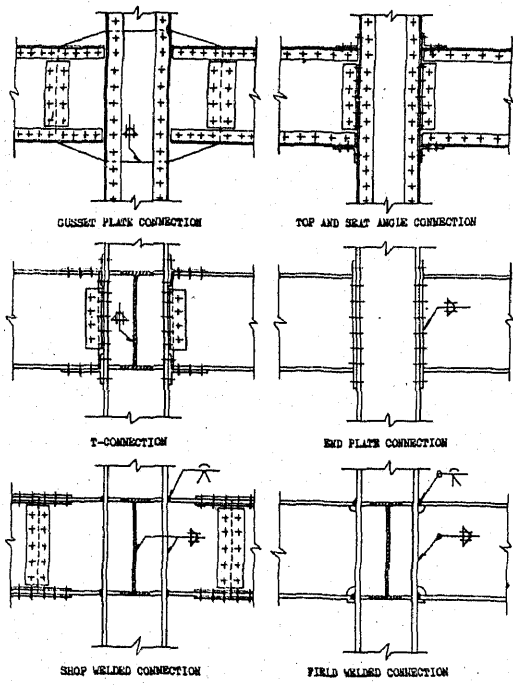 GUSSET PLATE CONNECTION
TOP AND SEAT ANGLE CONNECTION
T-CONNECTION
END PLATE CONNECTION
SHOP WELDED CONNECTION
FIELD WELDED CONNECTION